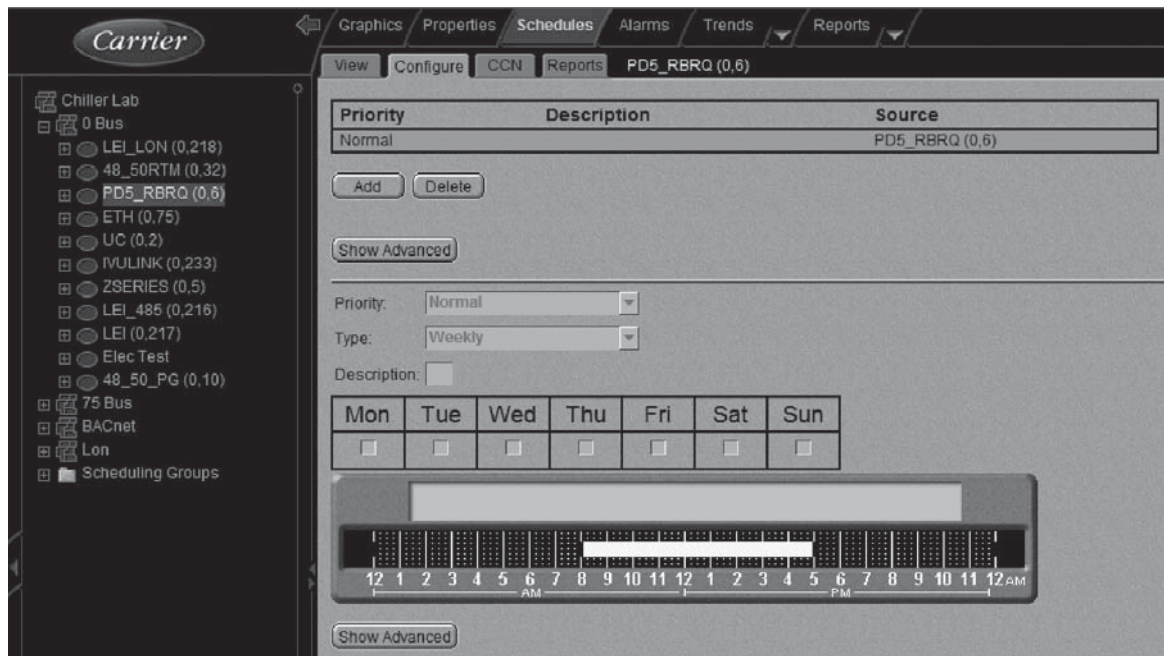 Carrier
Graphics Properties Schedules Alarms Trends Reports
View Configure CCN Reports PD5_RBRQ (0,6)
Chiller Lab
0 Bus
LEI_LON (0,218)
48_50RTM (0,32)
PD5_RBRQ (0,6)
ETH (0,75)
UC (0,2)
IVULINK (0,233)
ZSERIES (0,5)
LEI_485 (0,216)
LEI (0,217)
Elec Test
48_50_PG (0,10)
75 Bus
BACnet
Lon
Scheduling Groups
Priority Description Source
Normal PD5_RBRQ (0,6)
Add Delete
Show Advanced
Priority: Normal
Type: Weekly
Description:
Mon Tue Wed Thu Fri Sat Sun
12 1 2 3 4 5 6 7 8 9 10 11 12 1 2 3 4 5 6 7 8 9 10 11 12 AM
AM PM
Show Advanced